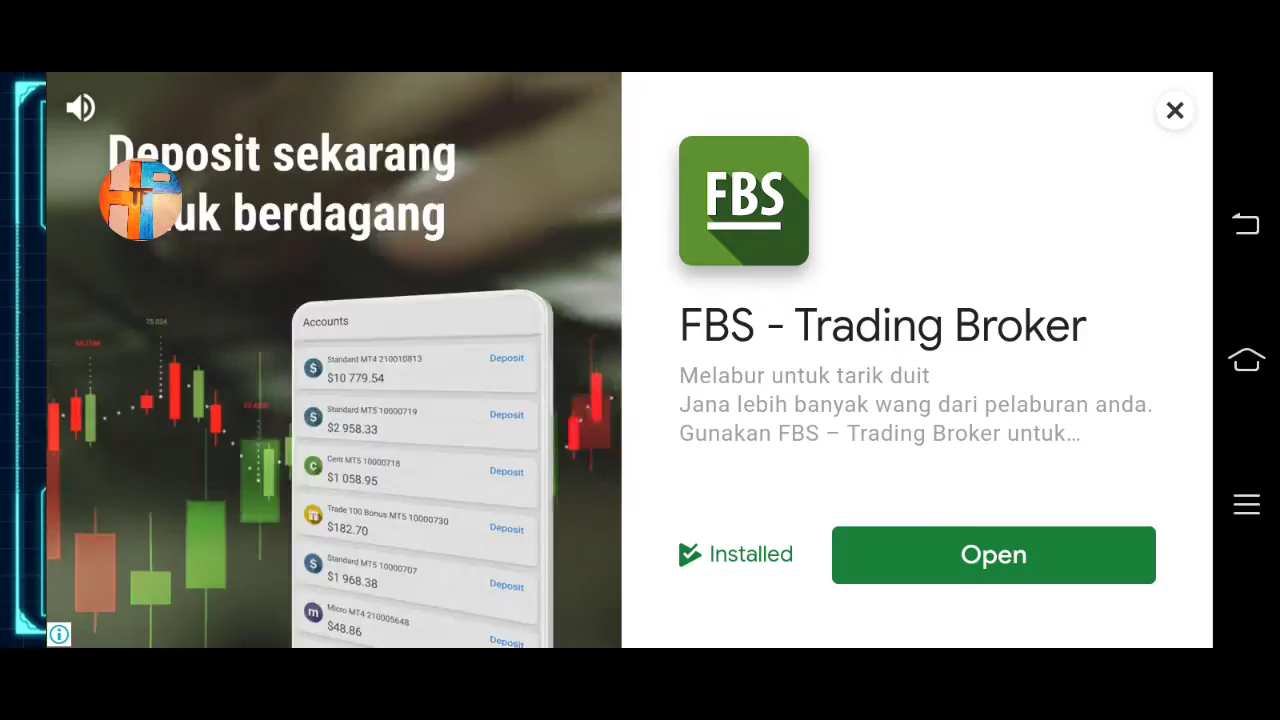 Deposit sekarang
uk berdagang
75.024
Accounts
Standard MT4 210010813
$10 779.54
Deposit
Standard MT5 10000719
$2 958.33
Deposit
Cent MT5 10000718
$1 058.95
Deposit
Trade 100 Bonus MT5 10000730
$182.70
Deposit
Standard MT5 10000707
$1 968.38
Deposit
Micro MT4 210005648
$48.86
Deposit
FBS
FBS - Trading Broker
Melabur untuk tarik duit
Jana lebih banyak wang dari pelaburan anda.
Gunakan FBS – Trading Broker untuk…
Installed
Open